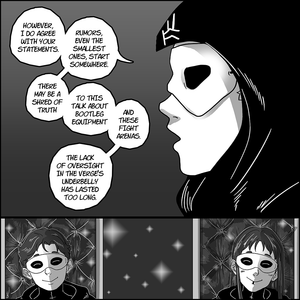 HOWEVER,
I DO AGREE
WITH YOUR
STATEMENTS.
RUMORS,
EVEN THE
SMALLEST
ONES, START
SOMEWHERE.
THERE
MAY BE A
SHRED OF
TRUTH
TO THIS
TALK ABOUT
BOOTLEG
EQUIPMENT
AND
THESE
FIGHT
ARENAS.
THE LACK
OF OVERSIGHT
IN THE VERGE'S
UNDERBELLY
HAS LASTED
TOO LONG.